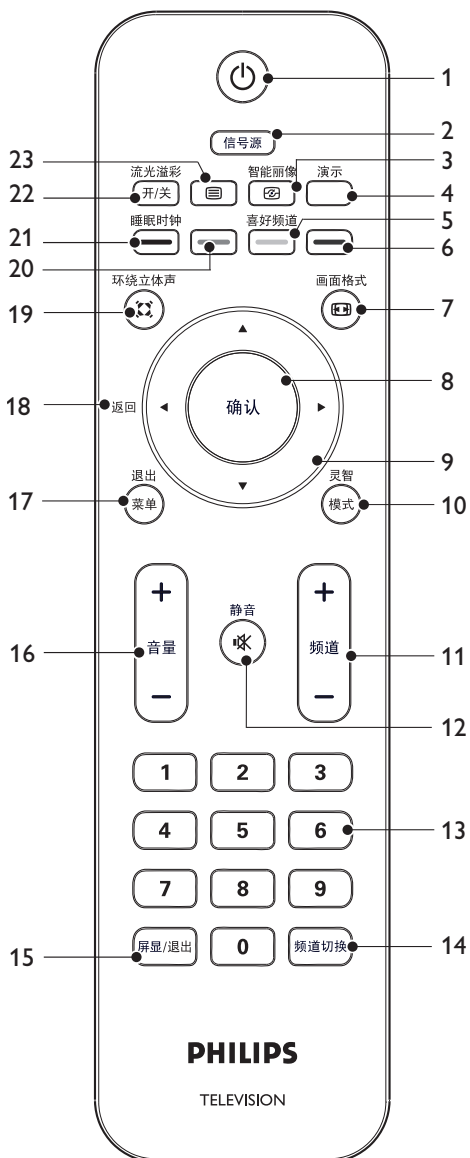 1
信号源 2
23 流光溢彩 智能丽像 演示 3
22 开/关 4
21 睡眠时钟 喜好频道 5
20 6
环绕立体声 画面格式
19 7
确认 8
18 返回
9
退出 灵智
17 菜单 模式 10
+ +
静音
16 音量 频道 11
− −
12
1 2 3
4 5 6 13
7 8 9
15 屏显/退出 0 频道切换 14
PHILIPS
TELEVISION